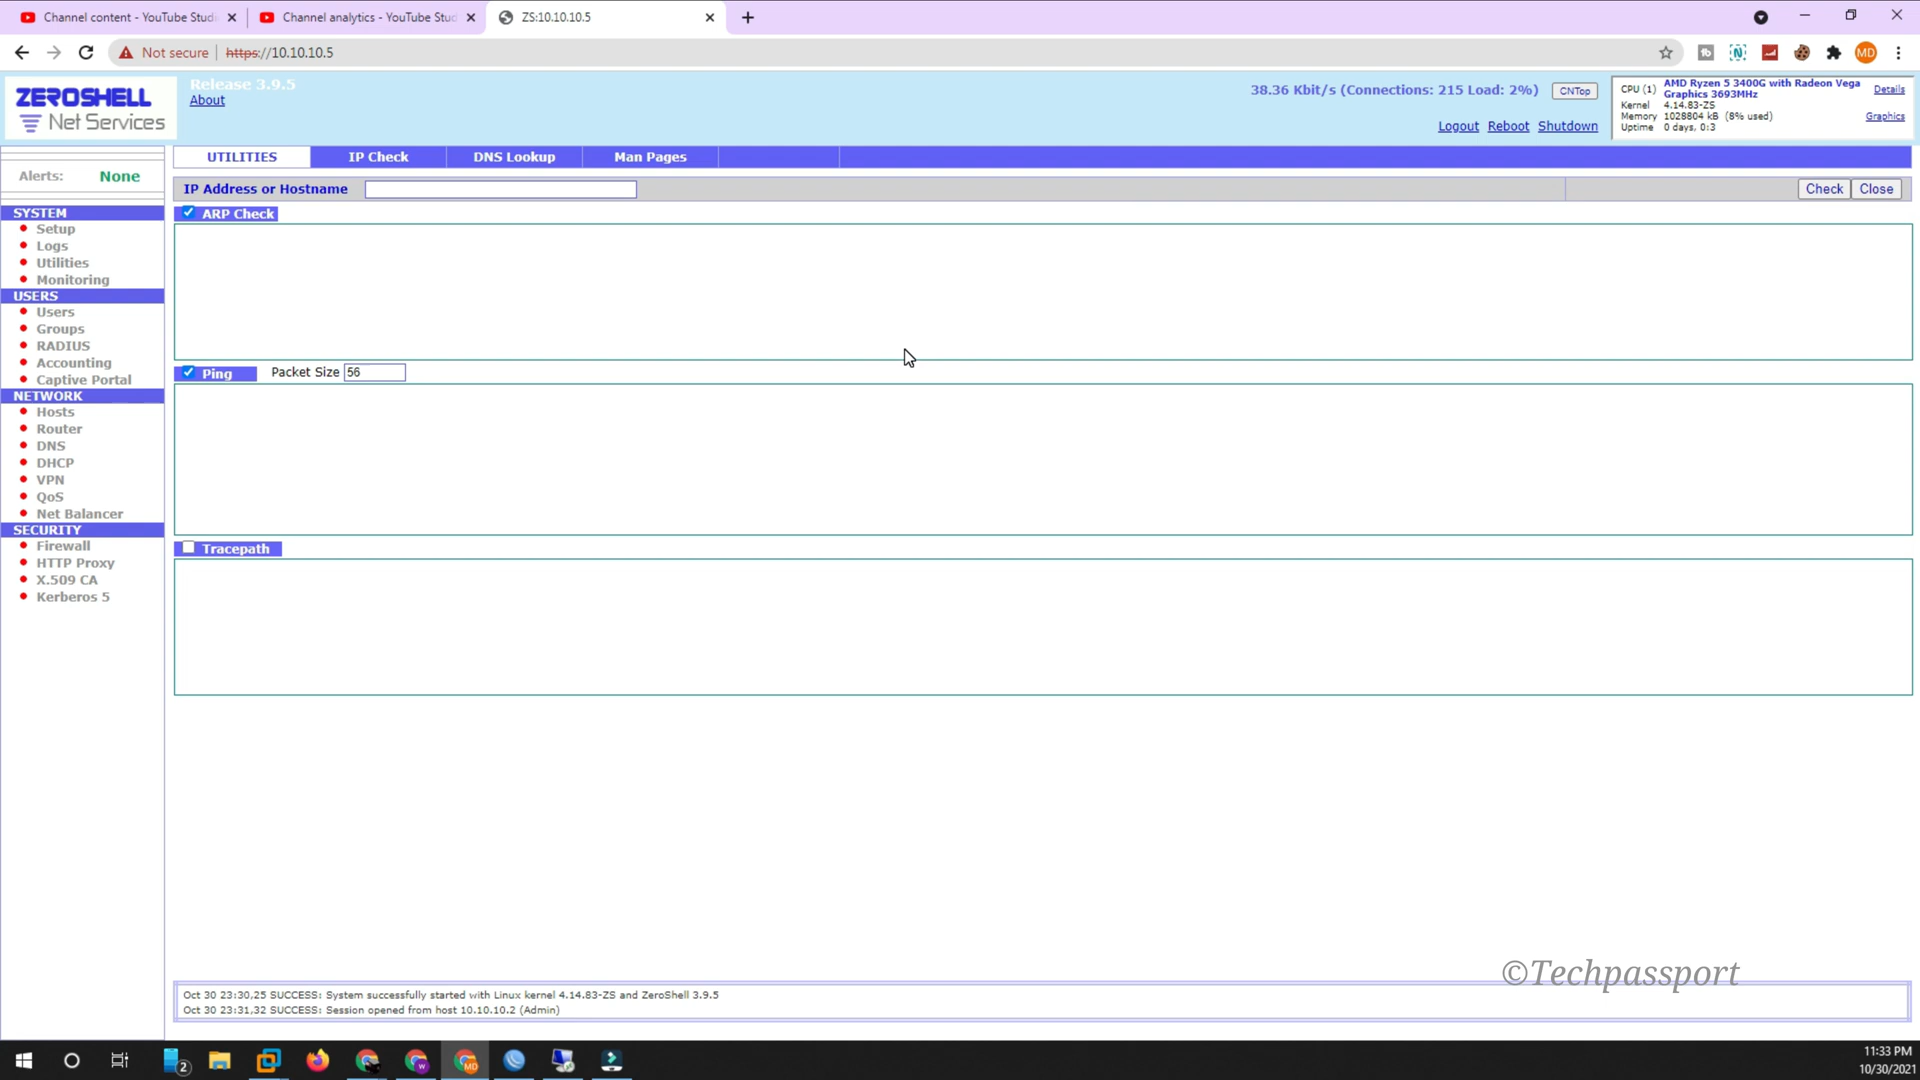 Channel content - YouTube Studi
Channel analytics - YouTube Stud
ZS:10.10.10.5
Not secure
https://10.10.10.5
MD
ZEROSHELL
Net Services
Release 3.9.5
About
38.36 Kbit/s (Connections: 215 Load: 2%)
CNTop
Logout Reboot Shutdown
CPU (1) AMD Ryzen 5 3400G with Radeon Vega
Graphics 3693MHz
Details
Kernel 4.14.83-ZS
Memory 1028804 kB (8% used)
Graphics
Uptime 0 days, 0:3
Alerts: None
UTILITIES IP Check DNS Lookup Man Pages
IP Address or Hostname
Check Close
ARP Check
Ping Packet Size 56
Tracepath
SYSTEM
Setup
Logs
Utilities
Monitoring
USERS
Users
Groups
RADIUS
Accounting
Captive Portal
NETWORK
Hosts
Router
DNS
DHCP
VPN
QoS
Net Balancer
SECURITY
Firewall
HTTP Proxy
X.509 CA
Kerberos 5
©Techpassport
Oct 30 23:30,25 SUCCESS: System successfully started with Linux kernel 4.14.83-ZS and ZeroShell 3.9.5
Oct 30 23:31,32 SUCCESS: Session opened from host 10.10.10.2 (Admin)
2
W
MD
11:33 PM
10/30/2021